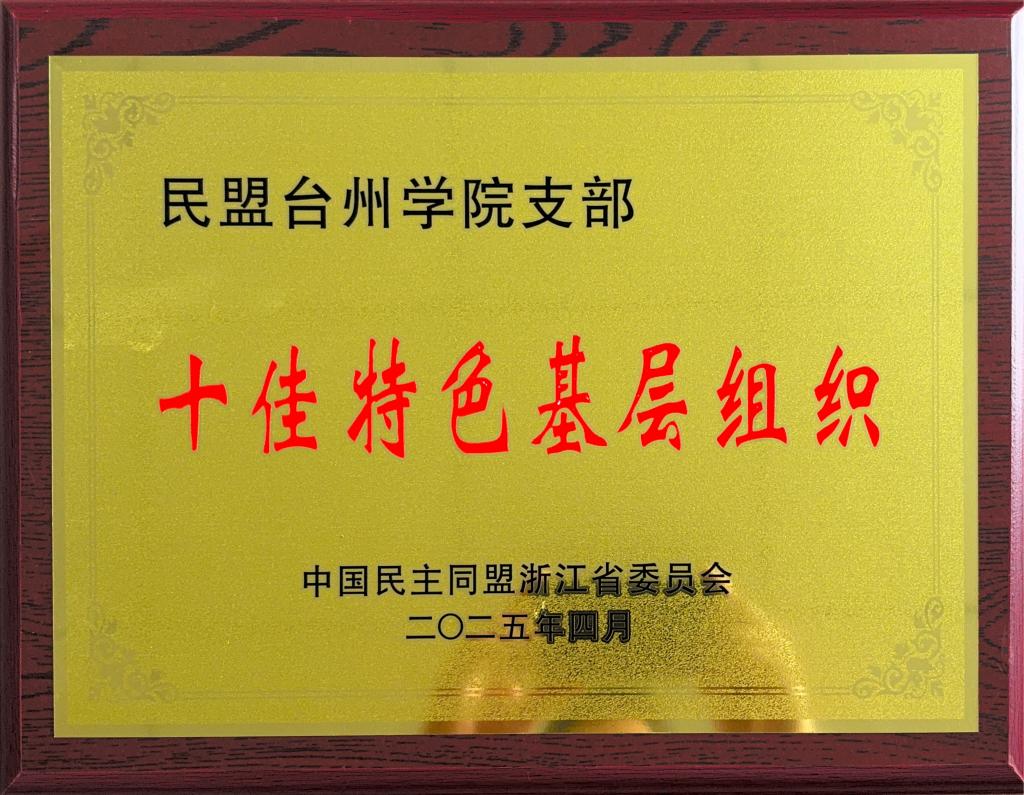 民盟台州学院支部
十佳特色基层组织
中国民主同盟浙江省委员会
二〇二五年四月